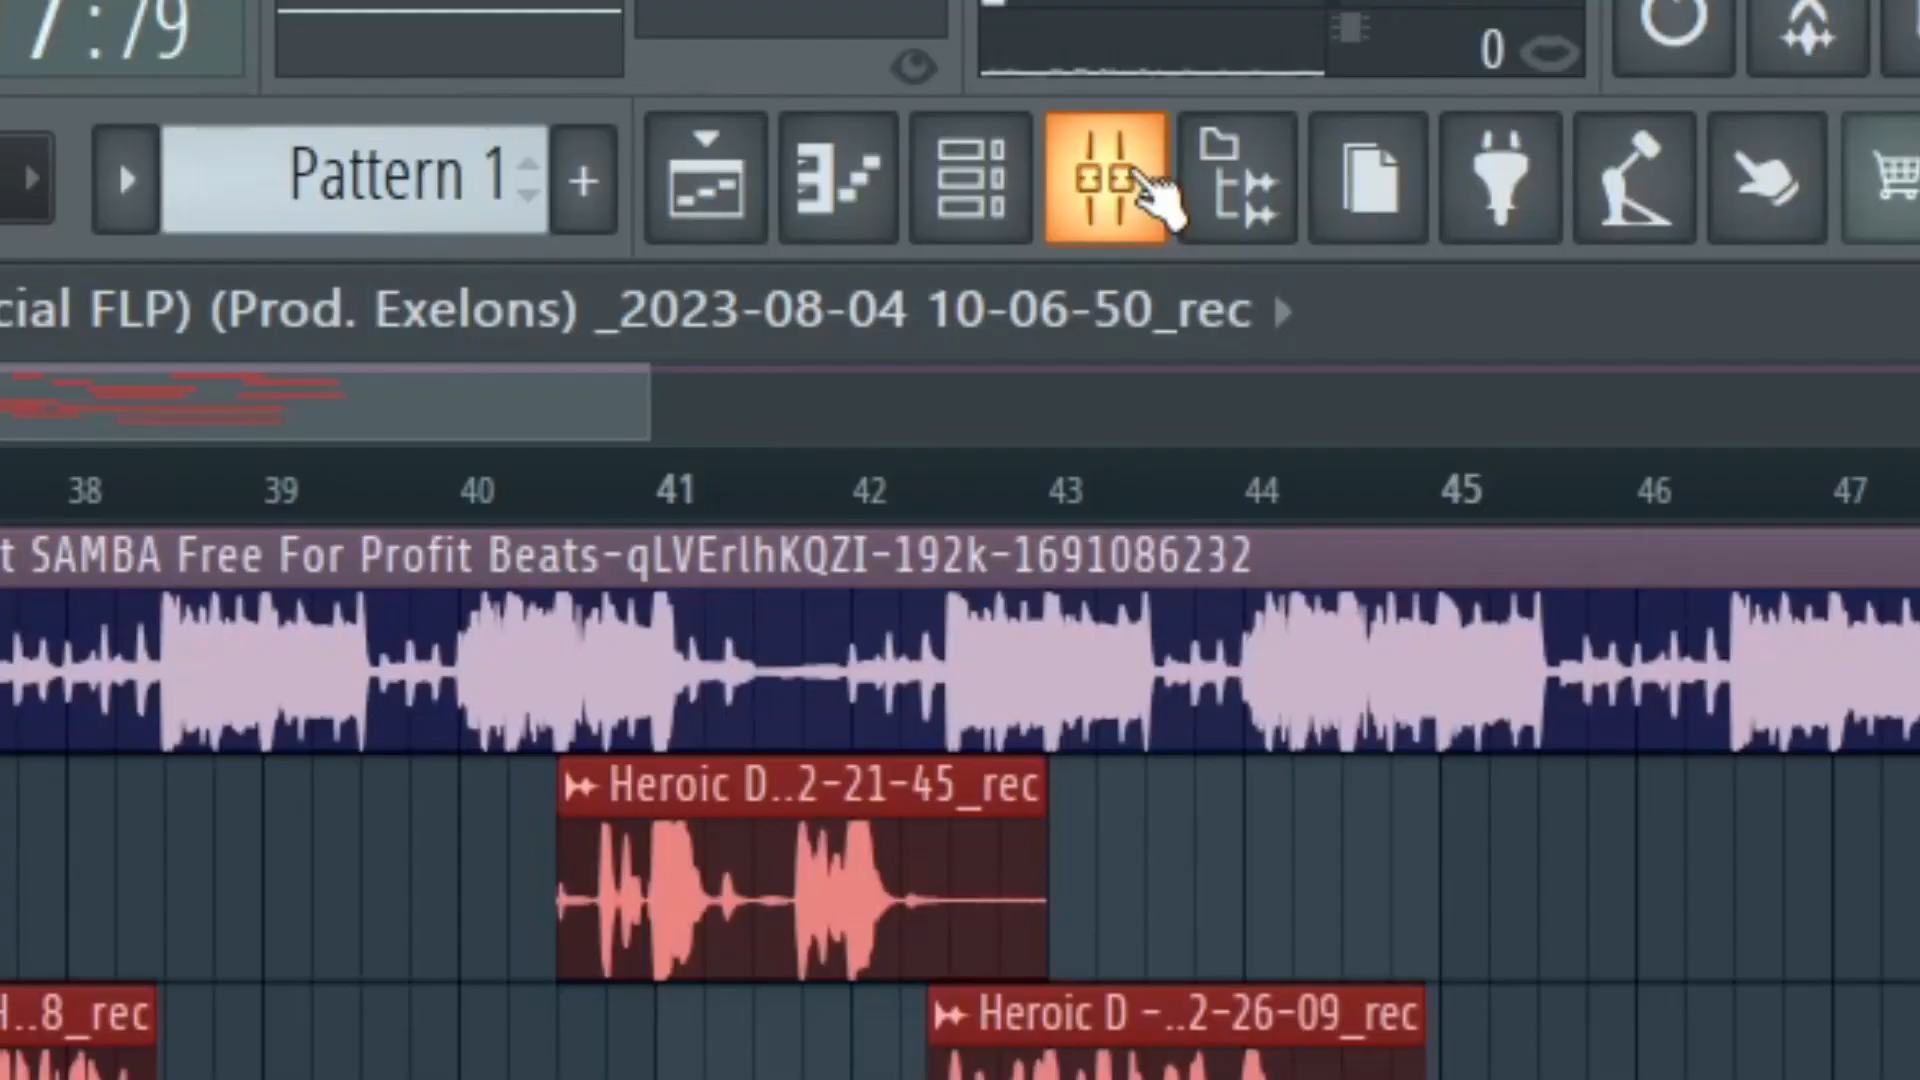 7:79
0
Pattern 1
+
cial FLP) (Prod. Exelons) _2023-08-04 10-06-50_rec
38 39 40 41 42 43 44 45 46 47
t SAMBA Free For Profit Beats-qLVErlhKQZI-192k-1691086232
Heroic D..2-21-45_rec
H..8_rec
Heroic D -..2-26-09_rec